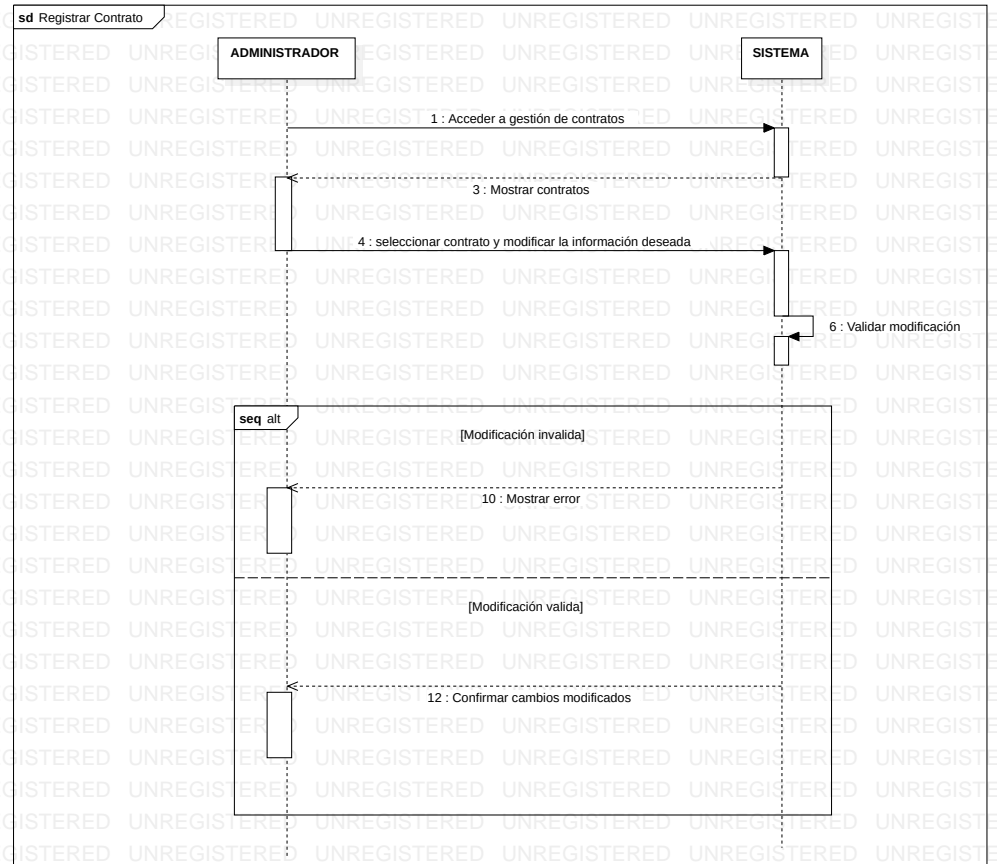 sd Registrar Contrato
ADMINISTRADOR
SISTEMA
1 : Acceder a gestión de contratos
3 : Mostrar contratos
4 : seleccionar contrato y modificar la información deseada
6 : Validar modificación
seq alt
[Modificación invalida]
10 : Mostrar error
[Modificación valida]
12 : Confirmar cambios modificados
UNREGISTERED